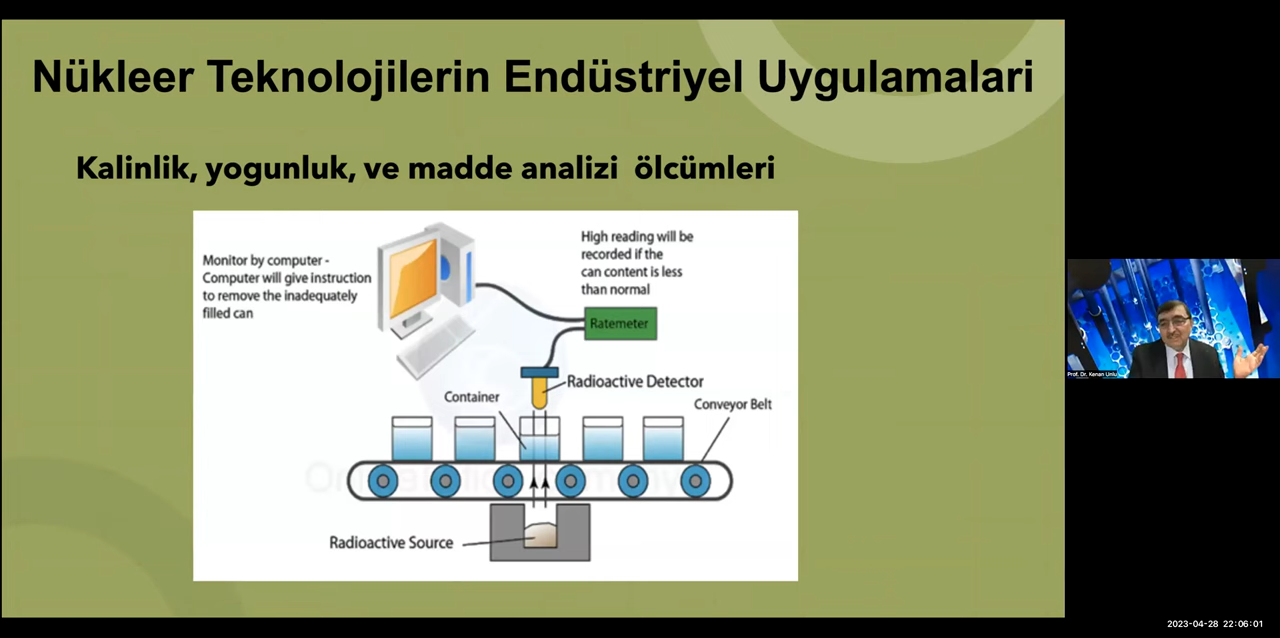 Nükleer Teknolojilerin Endüstriyel Uygulamalari
Kalinlik, yogunluk, ve madde analizi ölcümleri
Monitor by computer -
Computer will give instruction
to remove the inadequately
filled can
High reading will be
recorded if the
can content is less
than normal
Ratemeter
Radioactive Detector
Container
Conveyor Belt
Radioactive Source
Prof. Dr. Kenan Unlu
2023-04-28 22:06:01